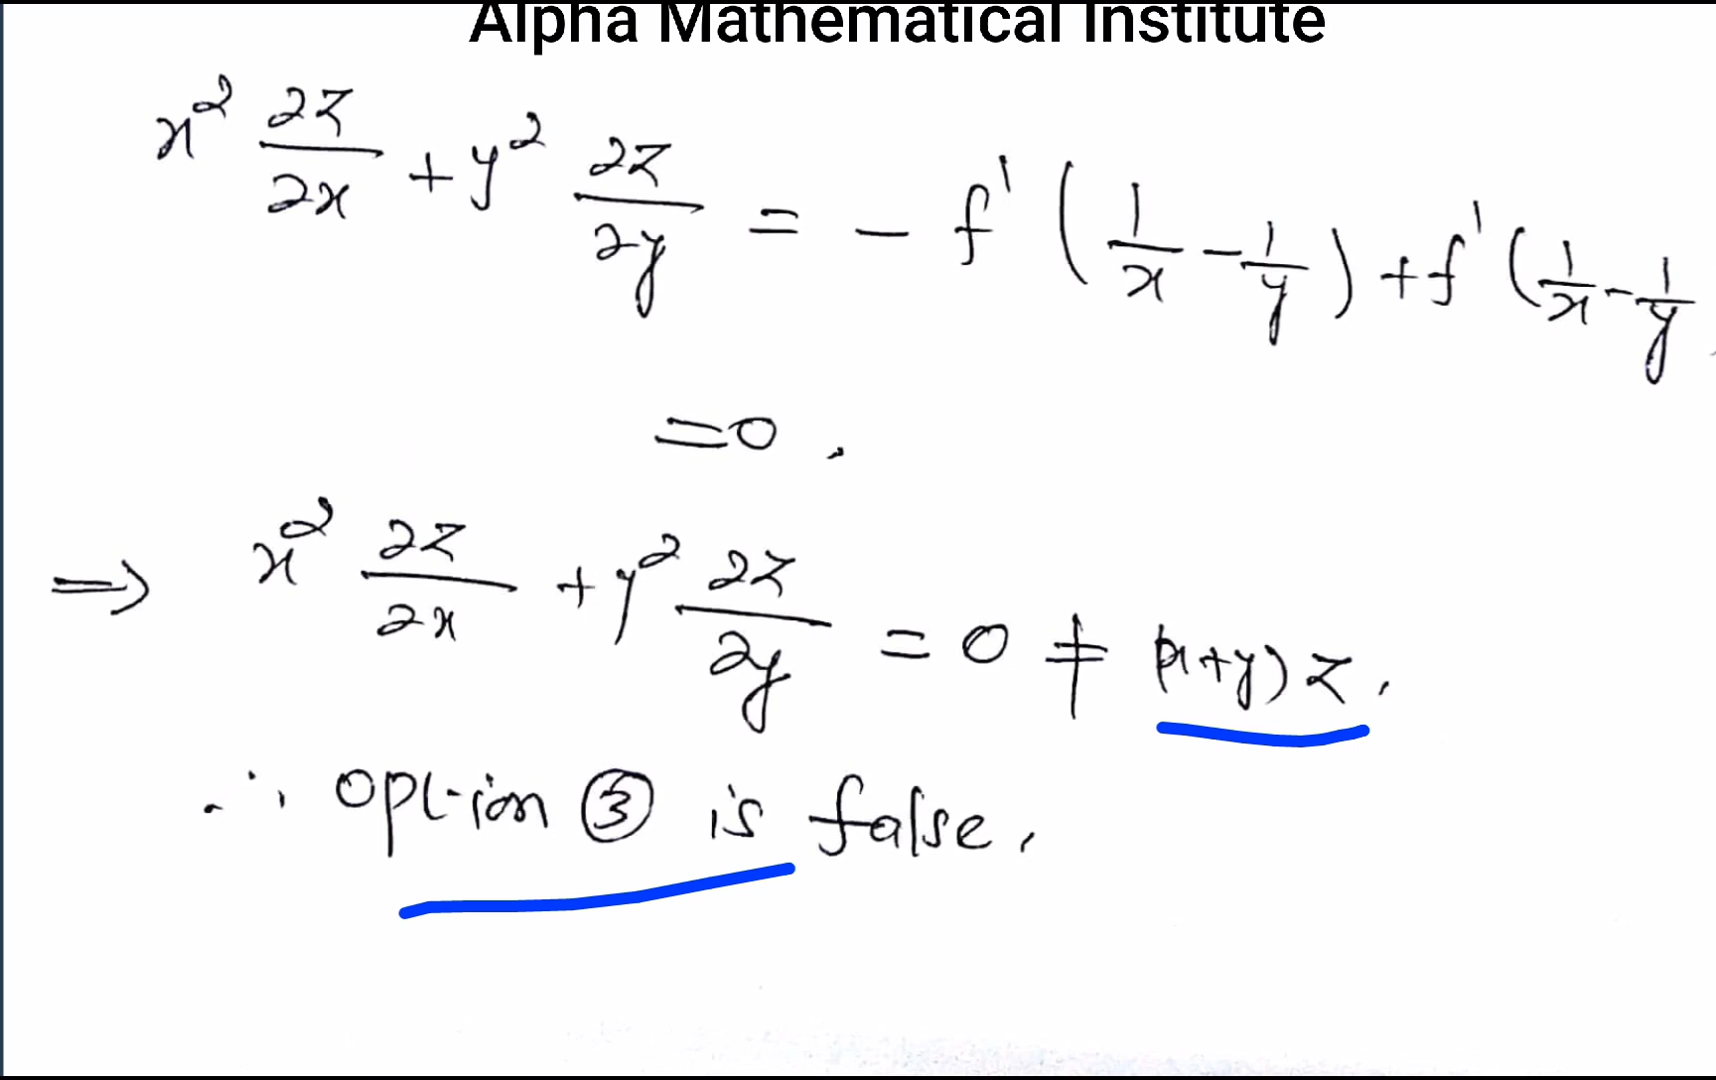 Alpha Mathematical Institute
x² ∂z/∂x + y² ∂z/∂y = - f' (1/x - 1/y) + f' (1/x - 1/y
= 0 .
⇒ x² ∂z/∂x + y² ∂z/∂y = 0 ≠ (x+y) z .
∴ option ③ is false .